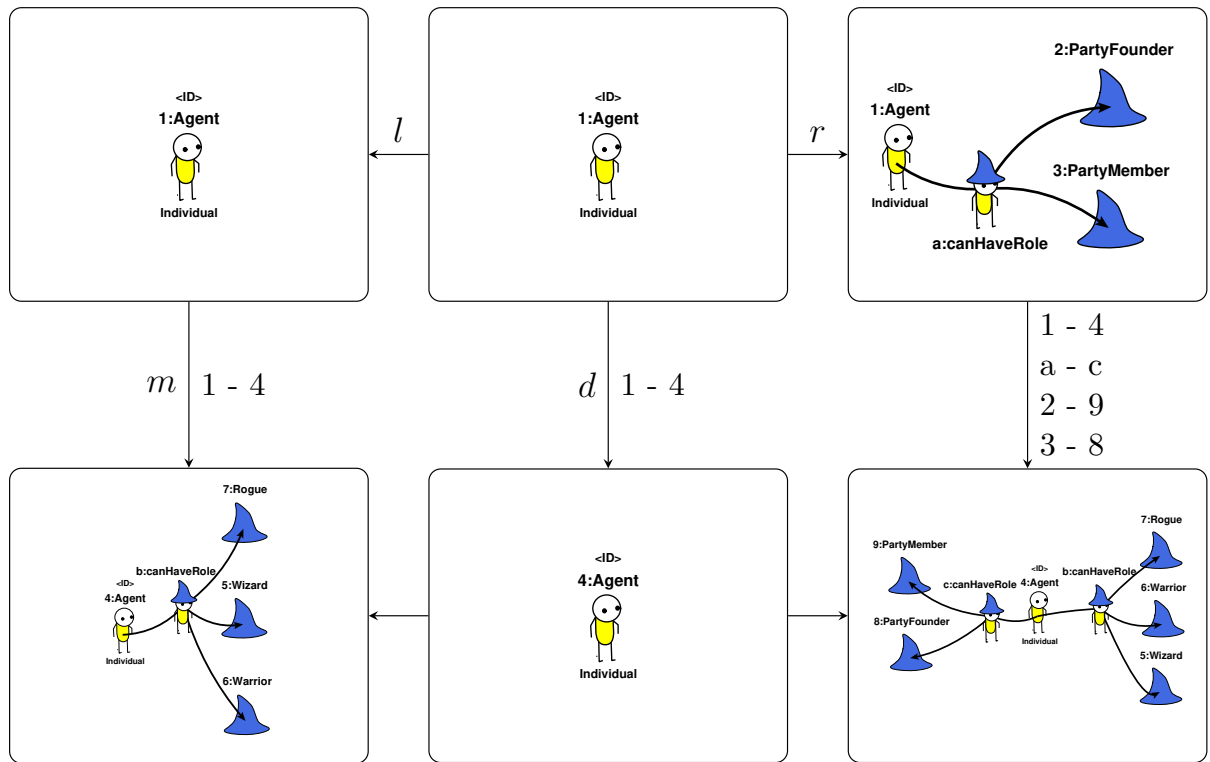 <ID>
1:Agent
Individual
l
<ID>
1:Agent
Individual
r
2:PartyFounder
<ID>
1:Agent
3:PartyMember
Individual
a:canHaveRole
m
1 - 4
d
1 - 4
1 - 4
a - c
2 - 9
3 - 8
7:Rogue
b:canHaveRole
<ID>
5:Wizard
4:Agent
Individual
6:Warrior
<ID>
4:Agent
Individual
7:Rogue
9:PartyMember
<ID>
b:canHaveRole
c:canHaveRole
4:Agent
6:Warrior
8:PartyFounder
Individual
5:Wizard